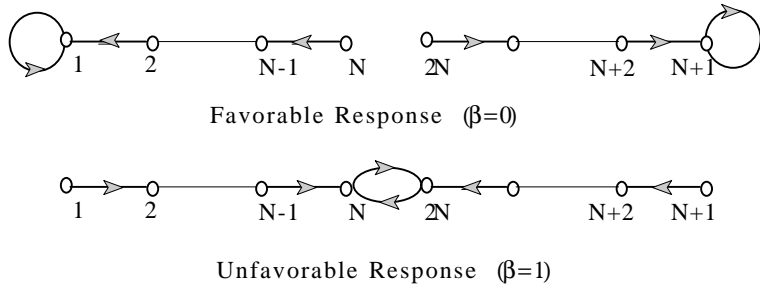 1 2 N-1 N 2N N+2 N+1
Favorable Response (β=0)
1 2 N-1 N 2N N+2 N+1
Unfavorable Response (β=1)